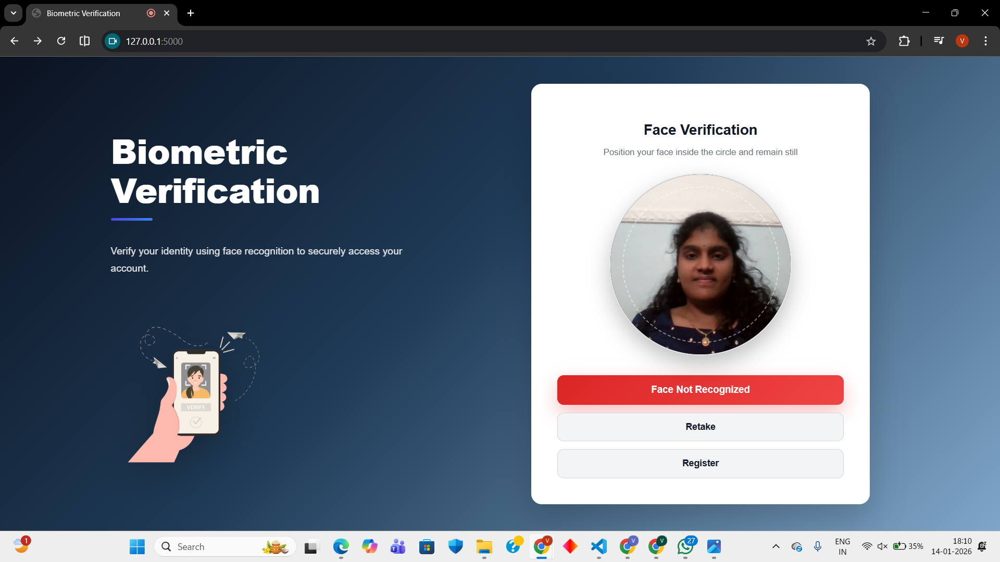 Biometric Verification
127.0.0.1:5000
V
Biometric
Verification
Verify your identity using face recognition to securely access your
account.
VERIFY
Face Verification
Position your face inside the circle and remain still
Face Not Recognized
Retake
Register
1
Search
V
V
V
27
ENG
IN
35%
18:10
14-01-2026